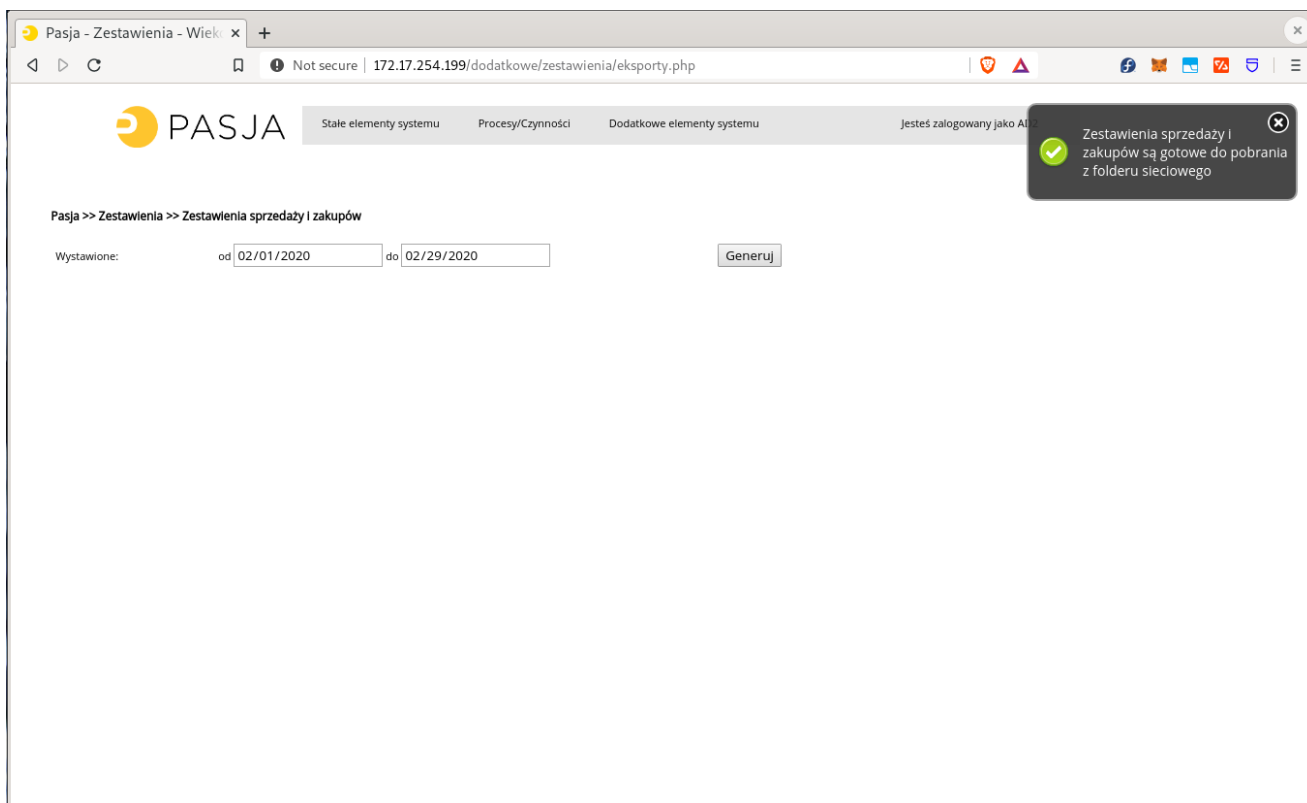 Pasja - Zestawienia - Wiek
Not secure | 172.17.254.199/dodatkowe/zestawienia/eksporty.php
PASJA
Stałe elementy systemu Procesy/Czynności Dodatkowe elementy systemu Jesteś zalogowany jako
Zestawienia sprzedaży i
zakupów są gotowe do pobrania
z folderu sieciowego
Pasja >> Zestawienia >> Zestawienia sprzedaży i zakupów
Wystawione: od 02/01/2020 do 02/29/2020 Generuj